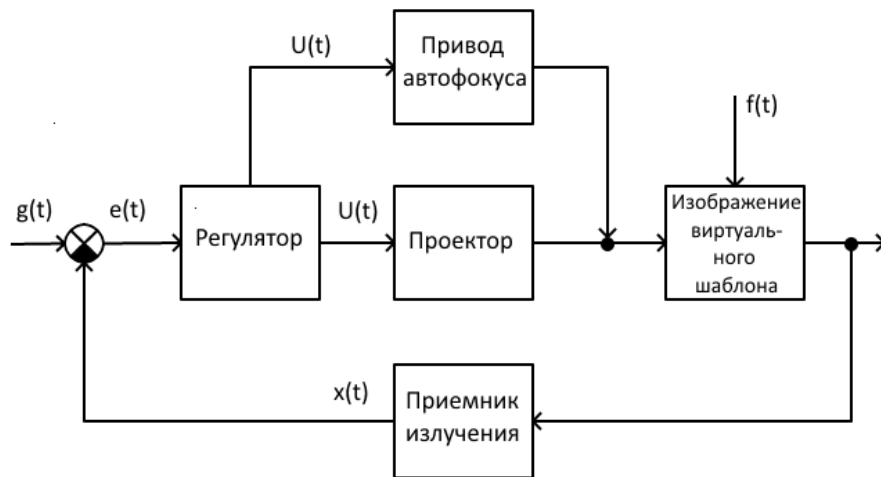 U(t)
Привод
автофокуса
f(t)
g(t)
e(t)
Регулятор
U(t)
Проектор
Изображение
виртуаль-
ного
шаблона
x(t)
Приемник
излучения